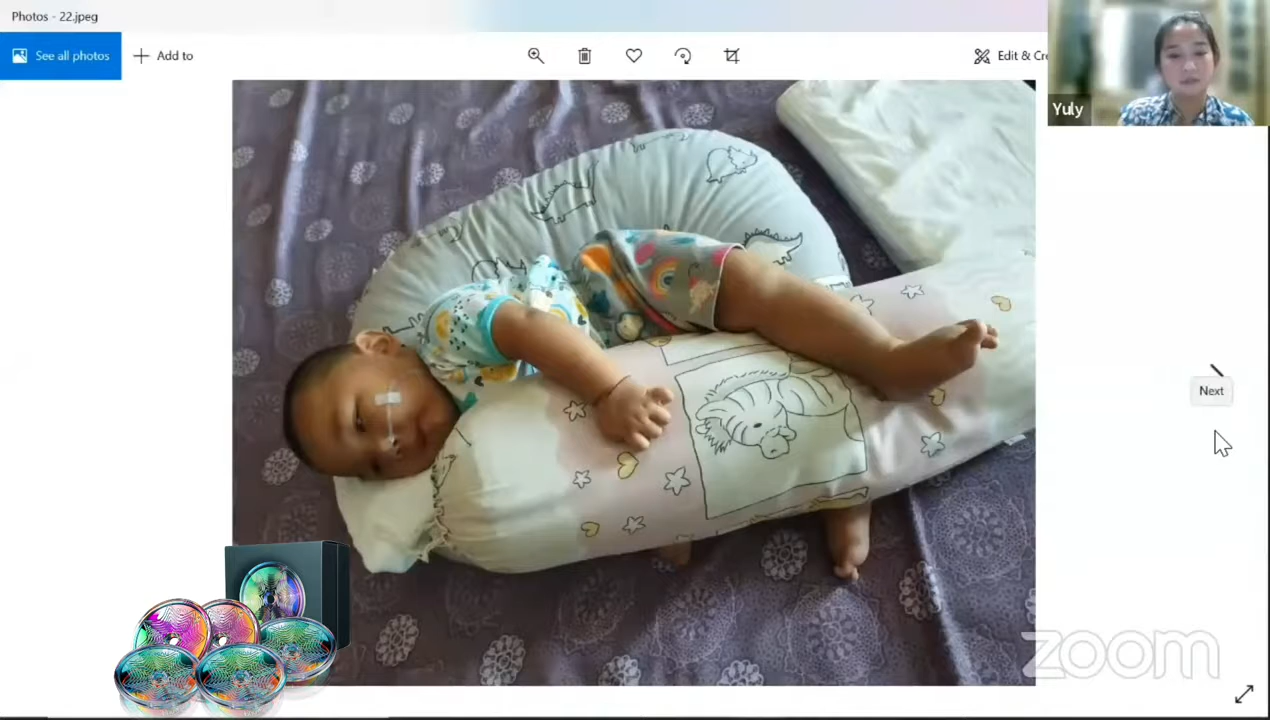 Photos - 22.jpeg
See all photos
Add to
Edit & Cre
Yuly
Next
zoom